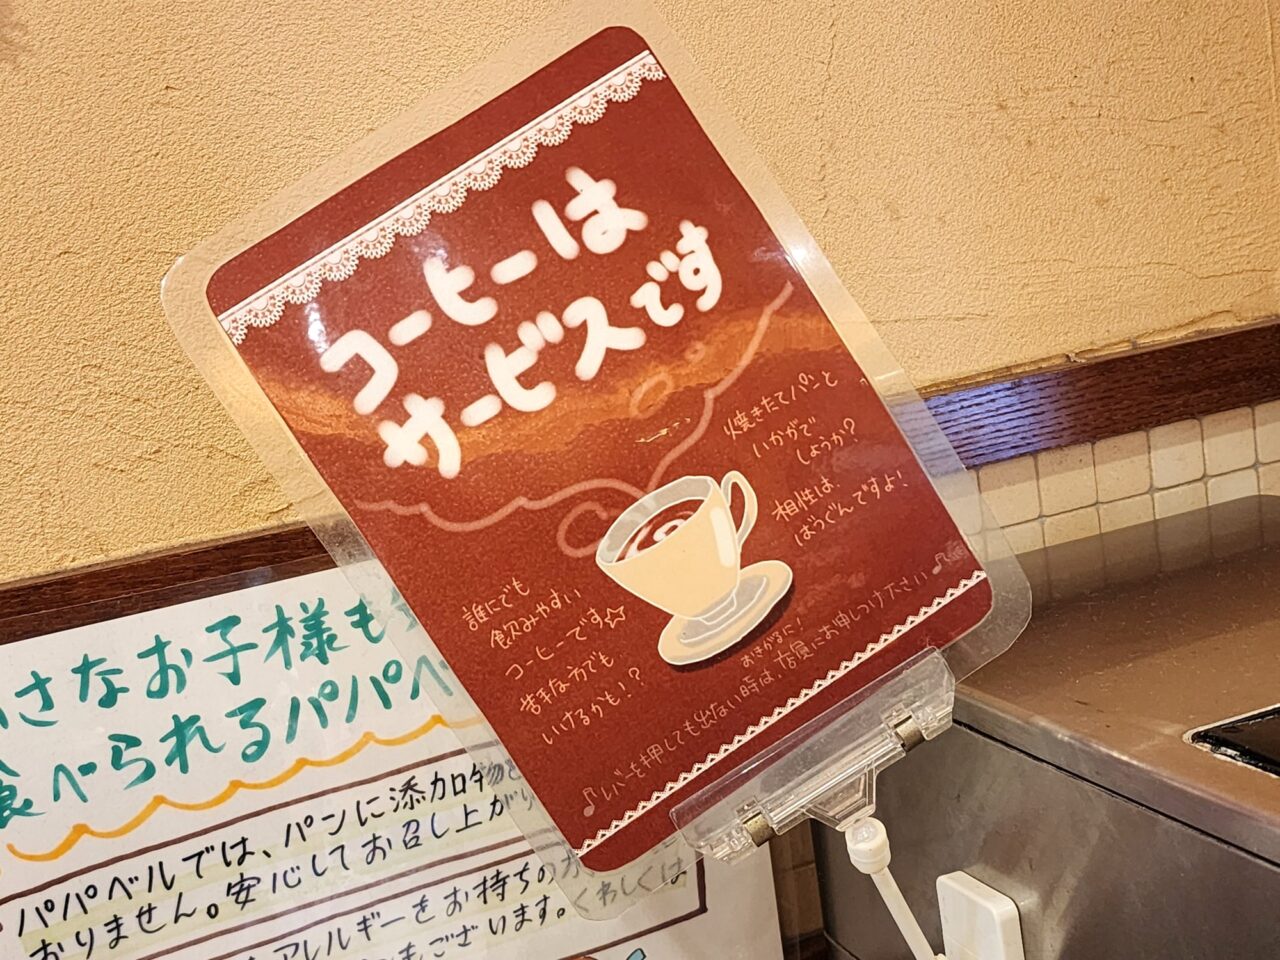 コーヒーは
サービスです
焼きたてパンと
いかがで
しょうか?
相性は
ばつぐんですよ!
誰にでも
飲みやすい
コーヒーです☆
苦手な方でも
いけるかも!?
おきがるに!
♪レバーを押しても出ない時は、店員にお申しつけ下さい♪
さなお子様も
食べられるパパベ
パパベルでは、パンに添加物
おりません。安心してお召し上がり
アレルギーをお持ちの方
もございます。くわしくは